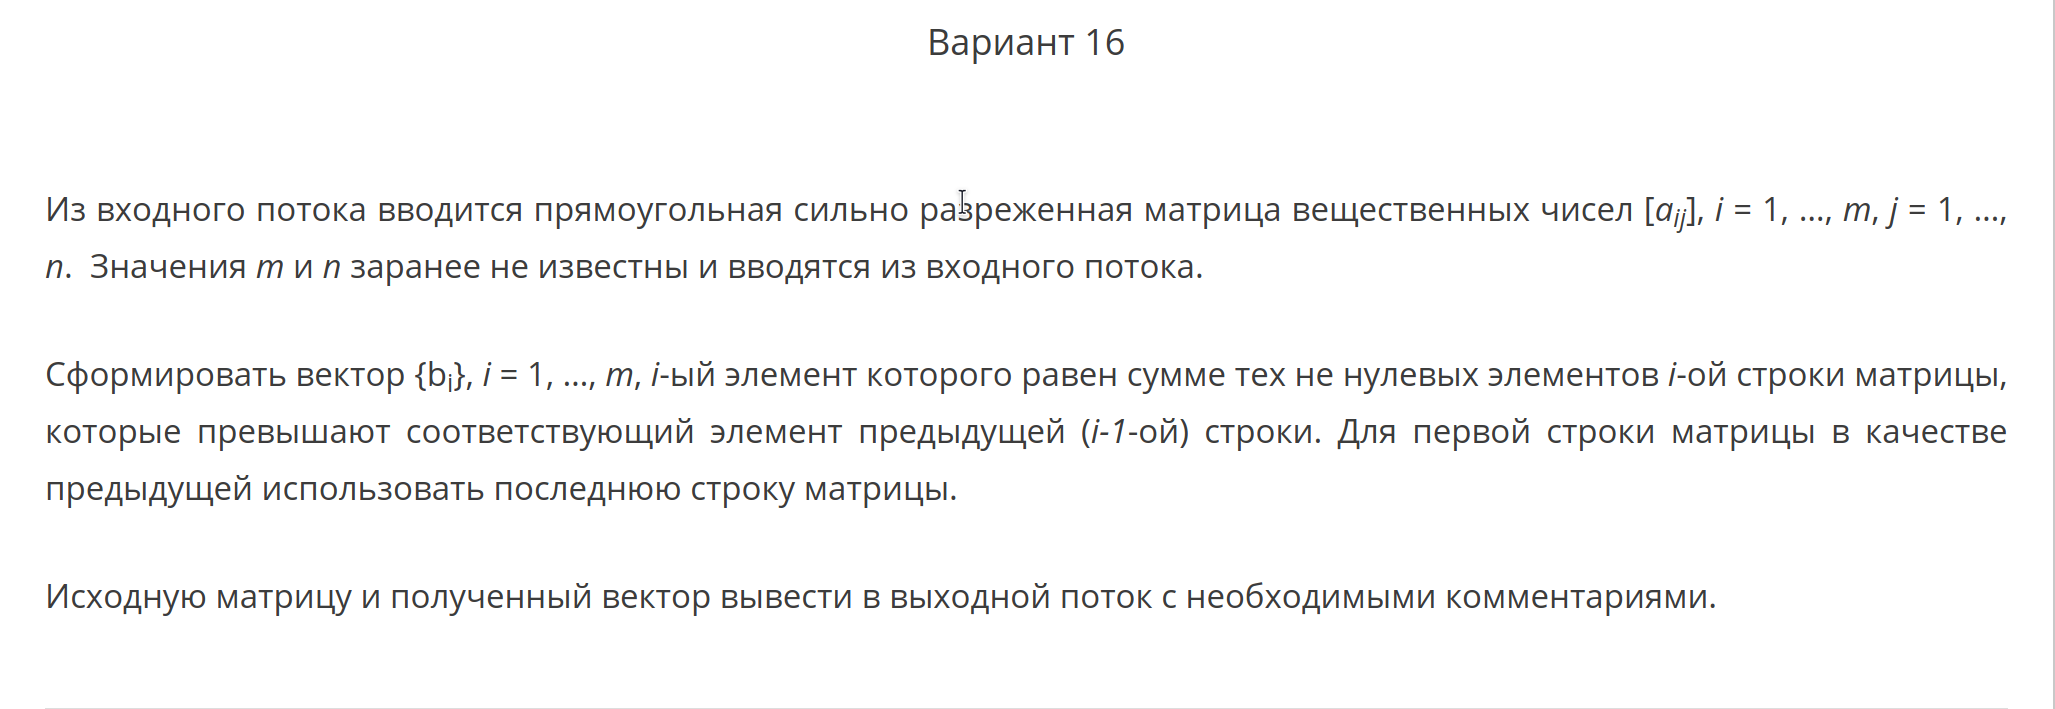 Вариант 16
Из входного потока вводится прямоугольная сильно разреженная матрица вещественных чисел [aij], i = 1, ..., m, j = 1, ...,
n.  Значения m и n заранее не известны и вводятся из входного потока.
Сформировать вектор {bi}, i = 1, ..., m, i-ый элемент которого равен сумме тех не нулевых элементов i-ой строки матрицы,
которые превышают соответствующий элемент предыдущей (i-1-ой) строки. Для первой строки матрицы в качестве
предыдущей использовать последнюю строку матрицы.
Исходную матрицу и полученный вектор вывести в выходной поток с необходимыми комментариями.